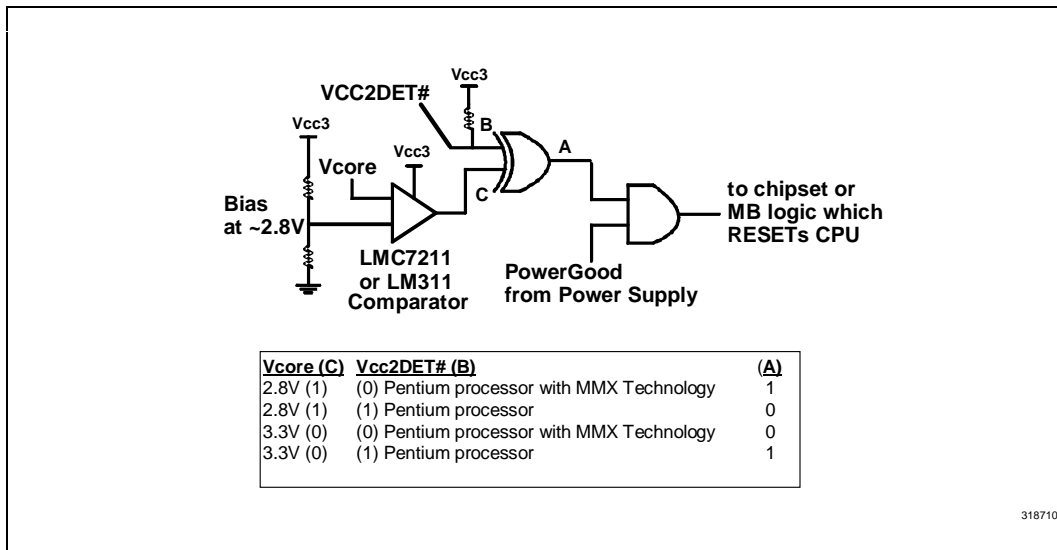 Vcc3
VCC2DET#
B
A
Vcc3
Vcc3
Vcore
C
to chipset or
MB logic which
RESETs CPU
Bias
at ~2.8V
LMC7211
or LM311
Comparator
PowerGood
from Power Supply
Vcore (C) Vcc2DET# (B) (A)
2.8V (1) (0) Pentium processor with MMX Technology 1
2.8V (1) (1) Pentium processor 0
3.3V (0) (0) Pentium processor with MMX Technology 0
3.3V (0) (1) Pentium processor 1
318710